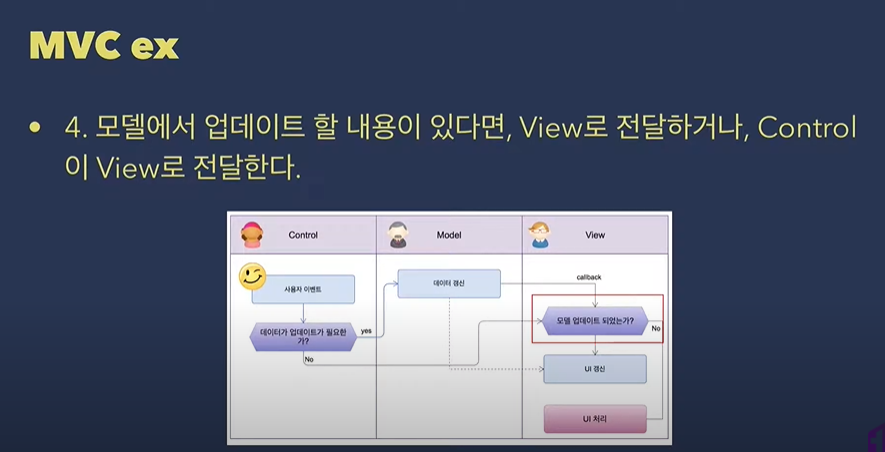 MVC ex
• 4. 모델에서 업데이트 할 내용이 있다면, View로 전달하거나, Control
이 View로 전달한다.
Control
Model
View
사용자 이벤트
데이터가 업데이트가 필요한
가?
yes
No
데이터 갱신
callback
모델 업데이트 되었는가?
No
UI 갱신
UI 처리